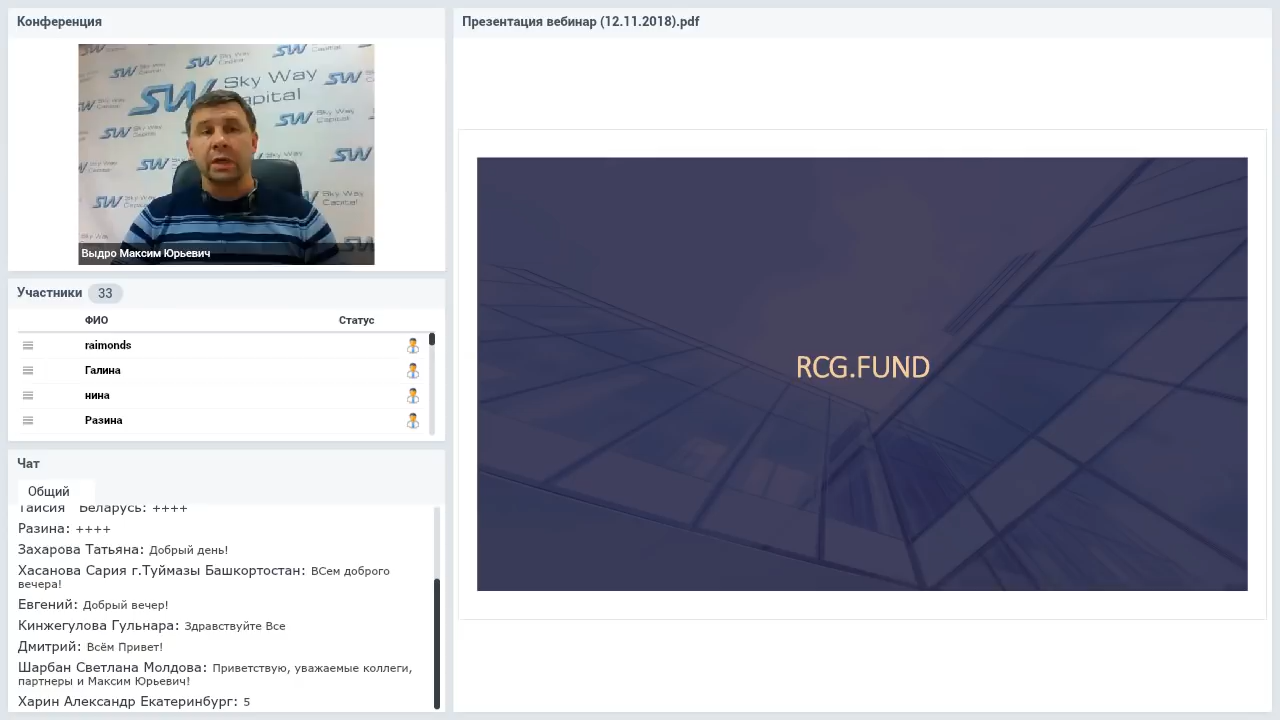 Конференция
SW Sky Way Capital
Выдро Максим Юрьевич
Участники 33
ФИО Статус
raimonds
Галина
нина
Разина
Чат
Общий
Таисия Беларусь: ++++
Разина: ++++
Захарова Татьяна: Добрый день!
Хасанова Сария г.Туймазы Башкортостан: ВСем доброго
вечера!
Евгений: Добрый вечер!
Кинжегулова Гульнара: Здравствуйте Все
Дмитрий: Всём Привет!
Шарбан Светлана Молдова: Приветствую, уважаемые коллеги,
партнеры и Максим Юрьевич!
Харин Александр Екатеринбург: 5
Презентация вебинар (12.11.2018).pdf
RCG.FUND